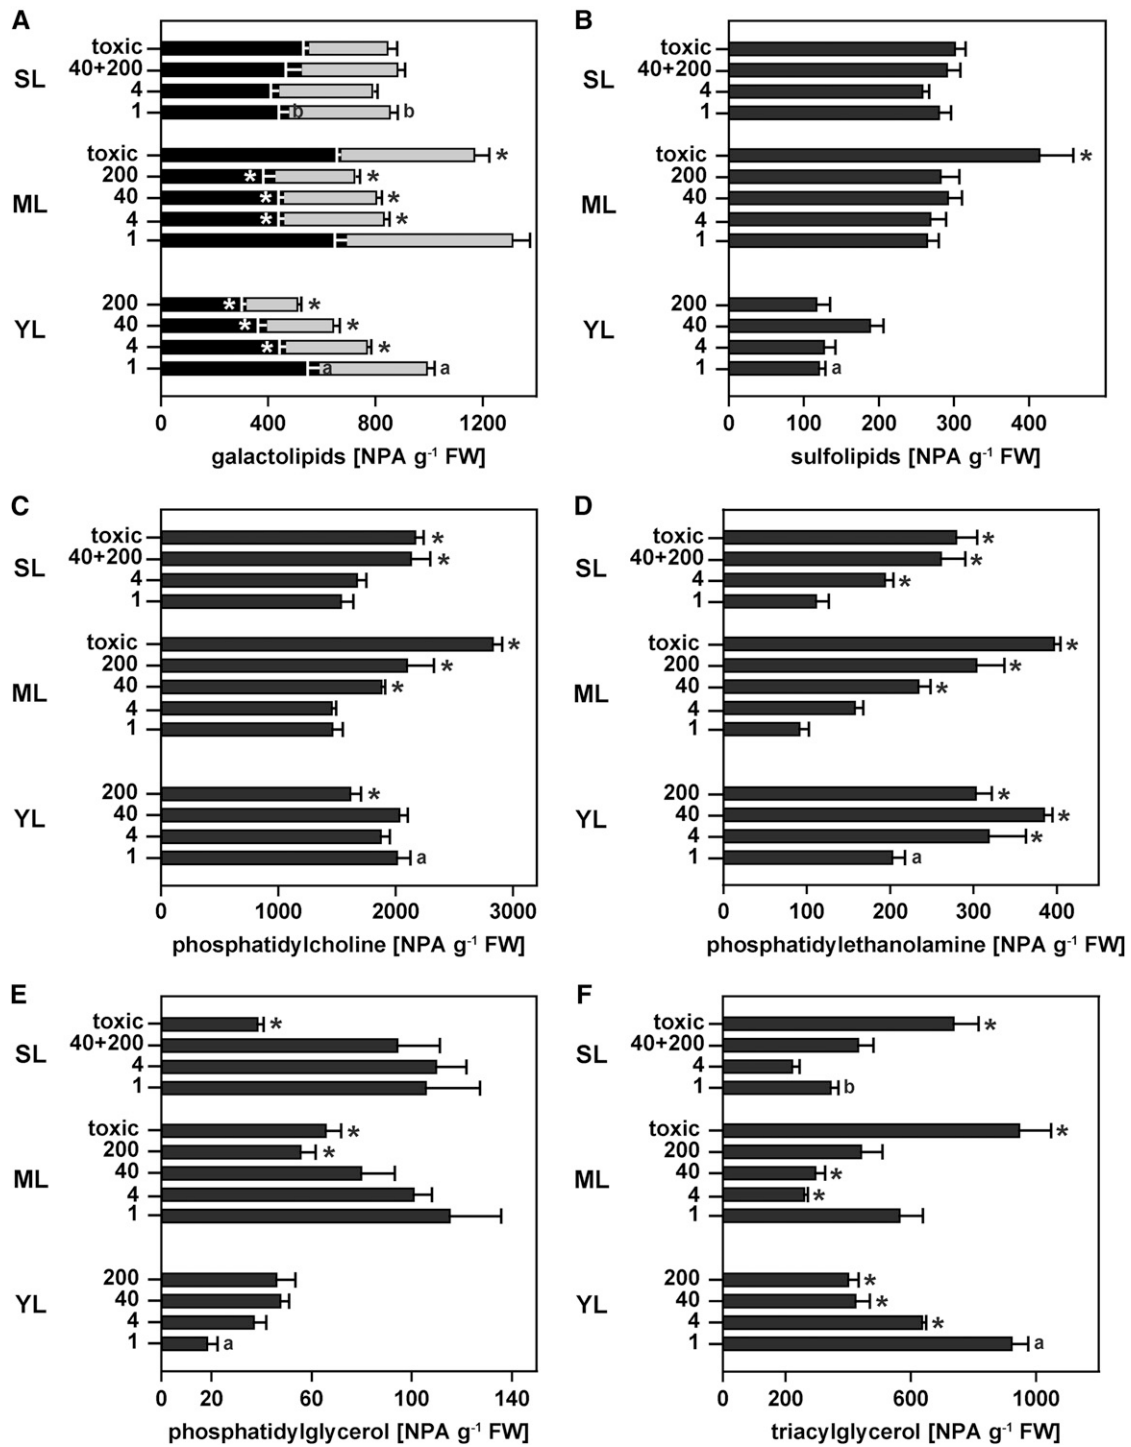 A
SL
toxic
40+200
4
1 b b
ML
toxic *
200 * *
40 * *
4 * *
1
YL
200 * *
40 * *
4 * *
1 a a
0 400 800 1200
galactolipids [NPA g⁻¹ FW]
B
SL
toxic
40+200
4
1
ML
toxic *
200
40
4
1
YL
200
40
4
1 a
0 100 200 300 400
sulfolipids [NPA g⁻¹ FW]
C
SL
toxic *
40+200 *
4
1
ML
toxic *
200 *
40 *
4
1
YL
200 *
40
4
1 a
0 1000 2000 3000
phosphatidylcholine [NPA g⁻¹ FW]
D
SL
toxic *
40+200 *
4 *
1
ML
toxic *
200 *
40 *
4
1
YL
200 *
40 *
4 *
1 a
0 100 200 300 400
phosphatidylethanolamine [NPA g⁻¹ FW]
E
SL
toxic *
40+200
4
1
ML
toxic *
200 *
40
4
1
YL
200
40
4
1 a
0 20 60 100 140
phosphatidylglycerol [NPA g⁻¹ FW]
F
SL
toxic *
40+200
4
1 b
ML
toxic *
200
40 *
4 *
1
YL
200 *
40 *
4 *
1 a
0 200 600 1000
triacylglycerol [NPA g⁻¹ FW]